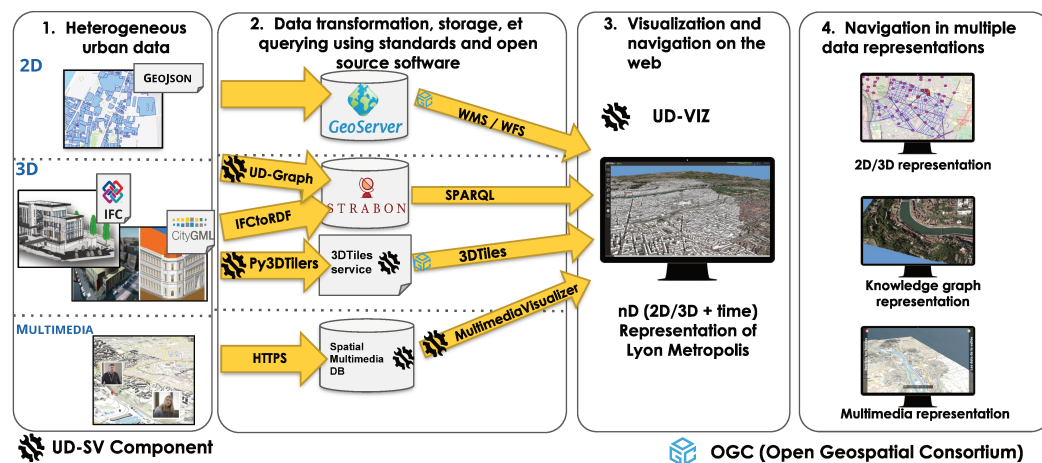 1. Heterogeneous
urban data
2D
GEOJSON
3D
IFC
CityGML
MULTIMEDIA
2. Data transformation, storage, et
querying using standards and open
source software
GeoServer
WMS / WFS
UD-Graph
IFCtoRDF
STRABON
SPARQL
Py3DTilers
3DTiles
service
3DTiles
HTTPS
Spatial
Multimedia
DB
MultimediaVisualizer
3. Visualization and
navigation on the
web
UD-VIZ
nD (2D/3D + time)
Representation of
Lyon Metropolis
4. Navigation in multiple
data representations
2D/3D representation
Knowledge graph
representation
Multimedia representation
UD-SV Component
OGC (Open Geospatial Consortium)